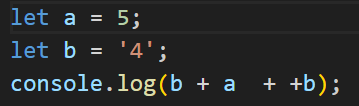 let a = 5;
let b = '4';
console.log(b + a  + +b);